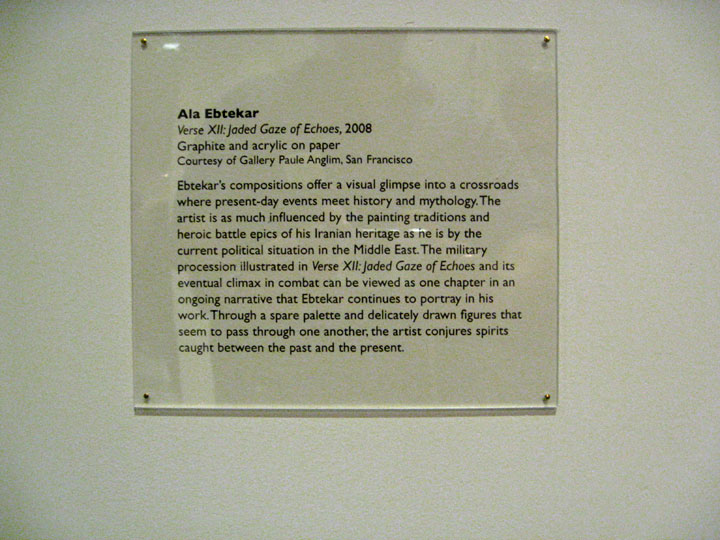 Ala Ebtekar
Verse XII: Jaded Gaze of Echoes, 2008
Graphite and acrylic on paper
Courtesy of Gallery Paule Anglim, San Francisco
Ebtekar's compositions offer a visual glimpse into a crossroads
where present-day events meet history and mythology. The
artist is as much influenced by the painting traditions and
heroic battle epics of his Iranian heritage as he is by the
current political situation in the Middle East. The military
procession illustrated in Verse XII: Jaded Gaze of Echoes and its
eventual climax in combat can be viewed as one chapter in an
ongoing narrative that Ebtekar continues to portray in his
work. Through a spare palette and delicately drawn figures that
seem to pass through one another, the artist conjures spirits
caught between the past and the present.